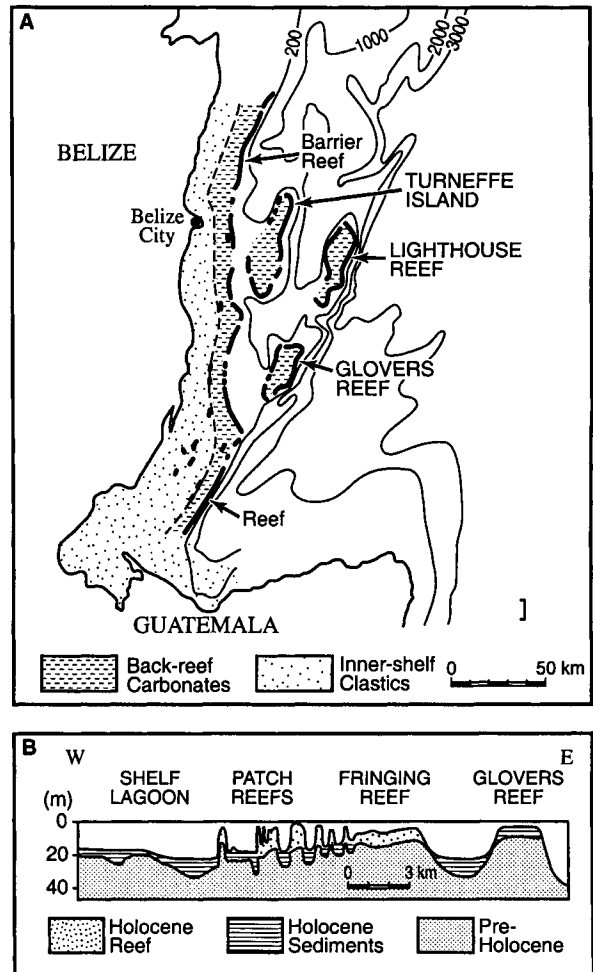 A
200
1000
2000
3000
BELIZE
Barrier
Reef
TURNEFFE
ISLAND
Belize
City
LIGHTHOUSE
REEF
GLOVERS
REEF
Reef
GUATEMALA
Back-reef
Carbonates
Inner-shelf
Clastics
0 50 km
B
W E
SHELF
LAGOON
PATCH
REEFS
FRINGING
REEF
GLOVERS
REEF
(m)
0
20
40
0 3 km
Holocene
Reef
Holocene
Sediments
Pre-
Holocene